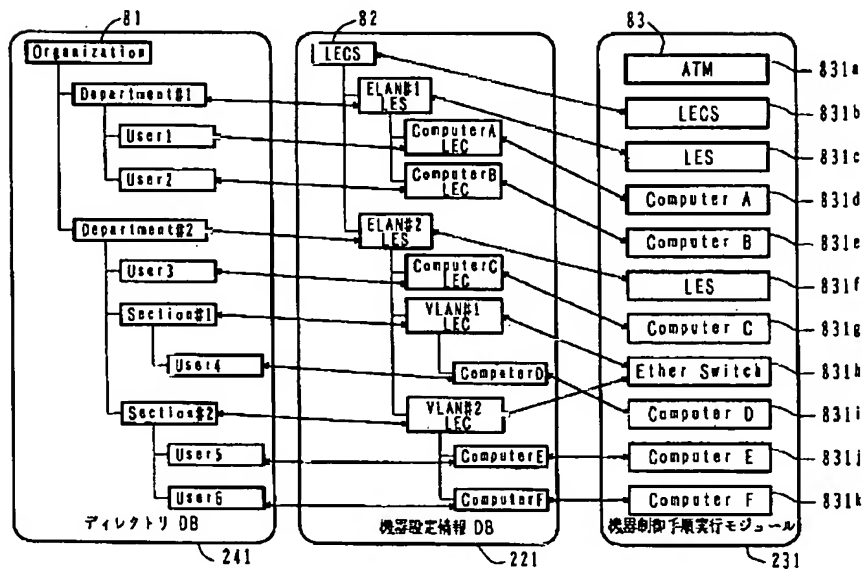 81
82
83
Organization
Department#1
User1
User2
Department#2
User3
Section#1
User4
Section#2
User5
User6
ディレクトリ DB
241
LECS
ELAN#1
LES
ComputerA
LEC
ComputerB
LEC
ELAN#2
LES
ComputerC
LEC
VLAN#1
LEC
ComputerD
VLAN#2
LEC
ComputerE
ComputerF
機器設定情報 DB
221
ATM
831a
LECS
831b
LES
831c
Computer A
831d
Computer B
831e
LES
831f
Computer C
831g
Ether Switch
831h
Computer D
831i
Computer E
831j
Computer F
831k
機器制御手順実行モジュール
231